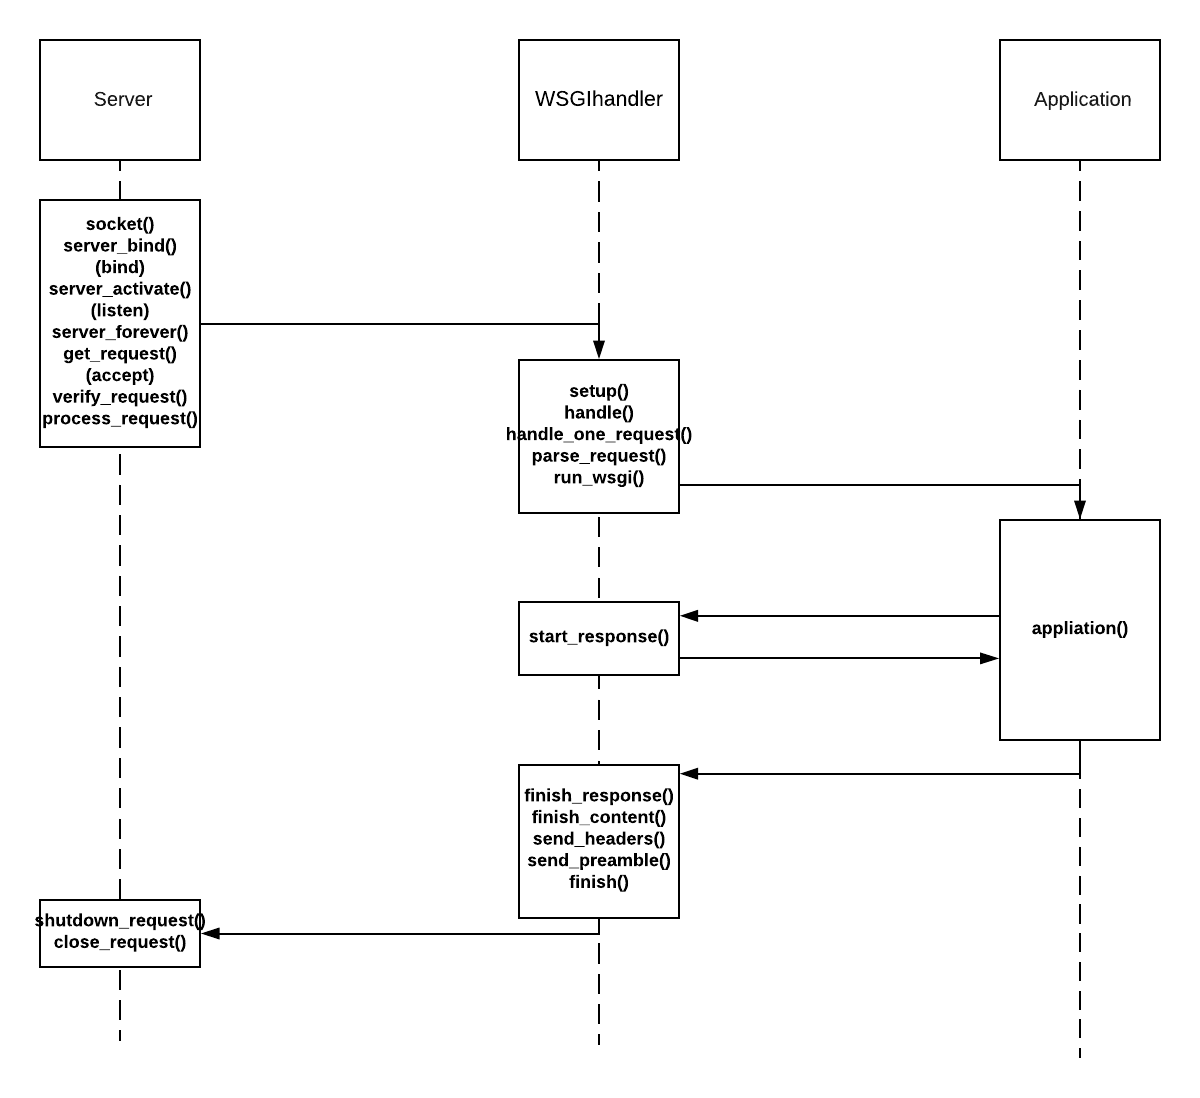 Server
WSGIhandler
Application
socket()
server_bind()
(bind)
server_activate()
(listen)
server_forever()
get_request()
(accept)
verify_request()
process_request()
setup()
handle()
handle_one_request()
parse_request()
run_wsgi()
appliation()
start_response()
finish_response()
finish_content()
send_headers()
send_preamble()
finish()
shutdown_request()
close_request()